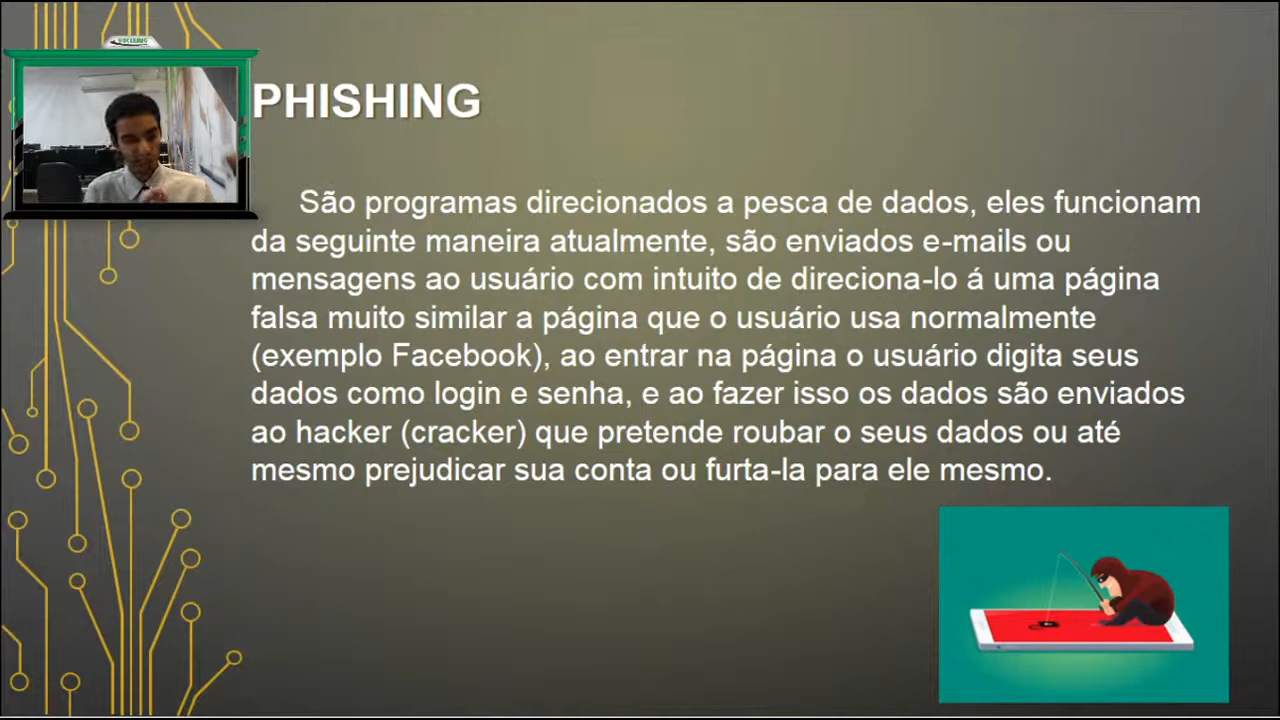 PHISHING
São programas direcionados a pesca de dados, eles funcionam
da seguinte maneira atualmente, são enviados e-mails ou
mensagens ao usuário com intuito de direciona-lo á uma página
falsa muito similar a página que o usuário usa normalmente
(exemplo Facebook), ao entrar na página o usuário digita seus
dados como login e senha, e ao fazer isso os dados são enviados
ao hacker (cracker) que pretende roubar o seus dados ou até
mesmo prejudicar sua conta ou furta-la para ele mesmo.